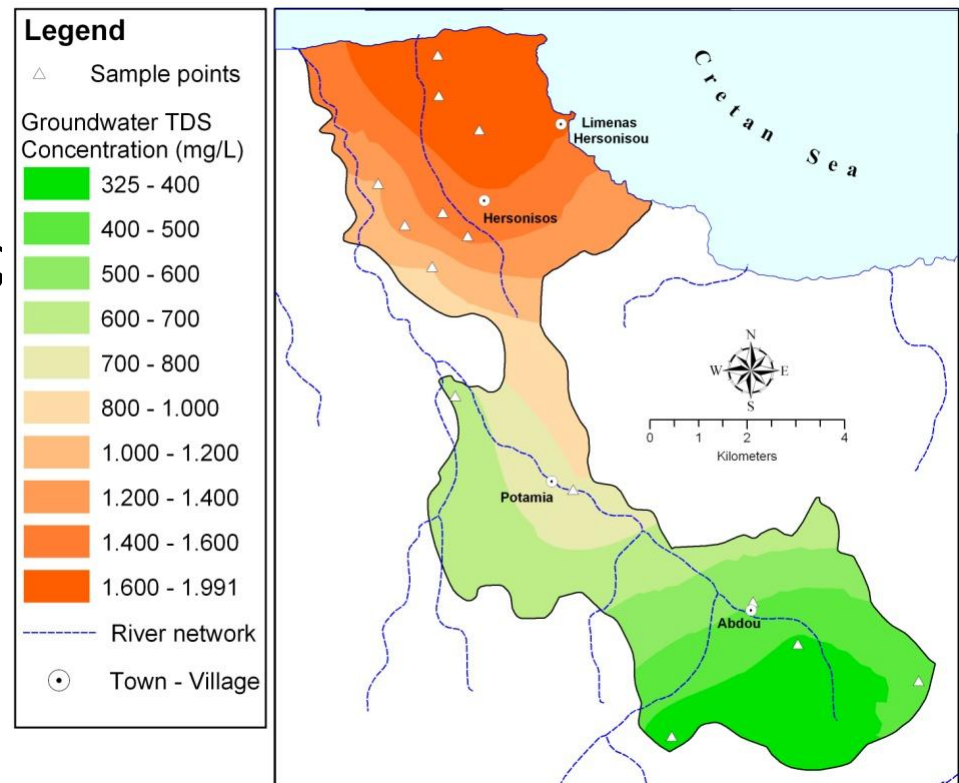 Legend
Sample points
Groundwater TDS
Concentration (mg/L)
325 - 400
400 - 500
500 - 600
600 - 700
700 - 800
800 - 1.000
1.000 - 1.200
1.200 - 1.400
1.400 - 1.600
1.600 - 1.991
River network
Town - Village
Cretan Sea
Limenas
Hersonisou
Hersonisos
N
W E
S
0 1 2 4
Kilometers
Potamia
Abdou